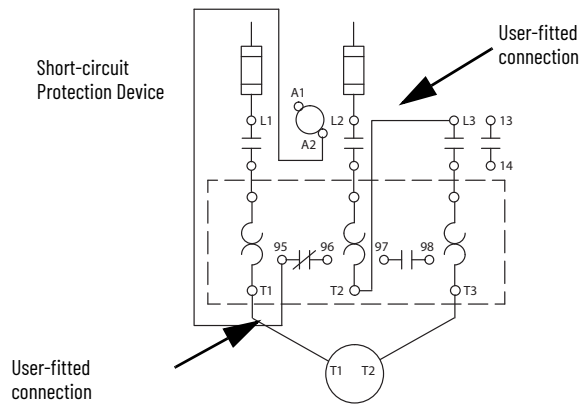 User-fitted
connection
Short-circuit
Protection Device
A1
L1
L2
L3
13
A2
14
95
96
97
98
T1
T2
T3
User-fitted
connection
T1
T2